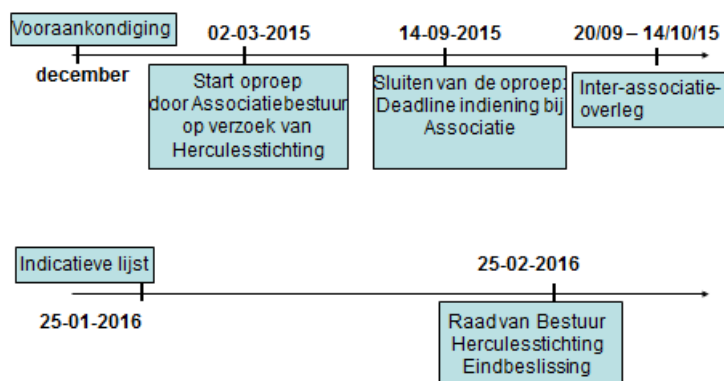 Vooraankondiging
02-03-2015
14-09-2015
20/09 – 14/10/15
december
Start oproep
door Associatiebestuur
op verzoek van
Herculesstichting
Sluiten van de oproep:
Deadline indiening bij
Associatie
Inter-associatie-
overleg
Indicatieve lijst
25-02-2016
25-01-2016
Raad van Bestuur
Herculesstichting
Eindbeslissing